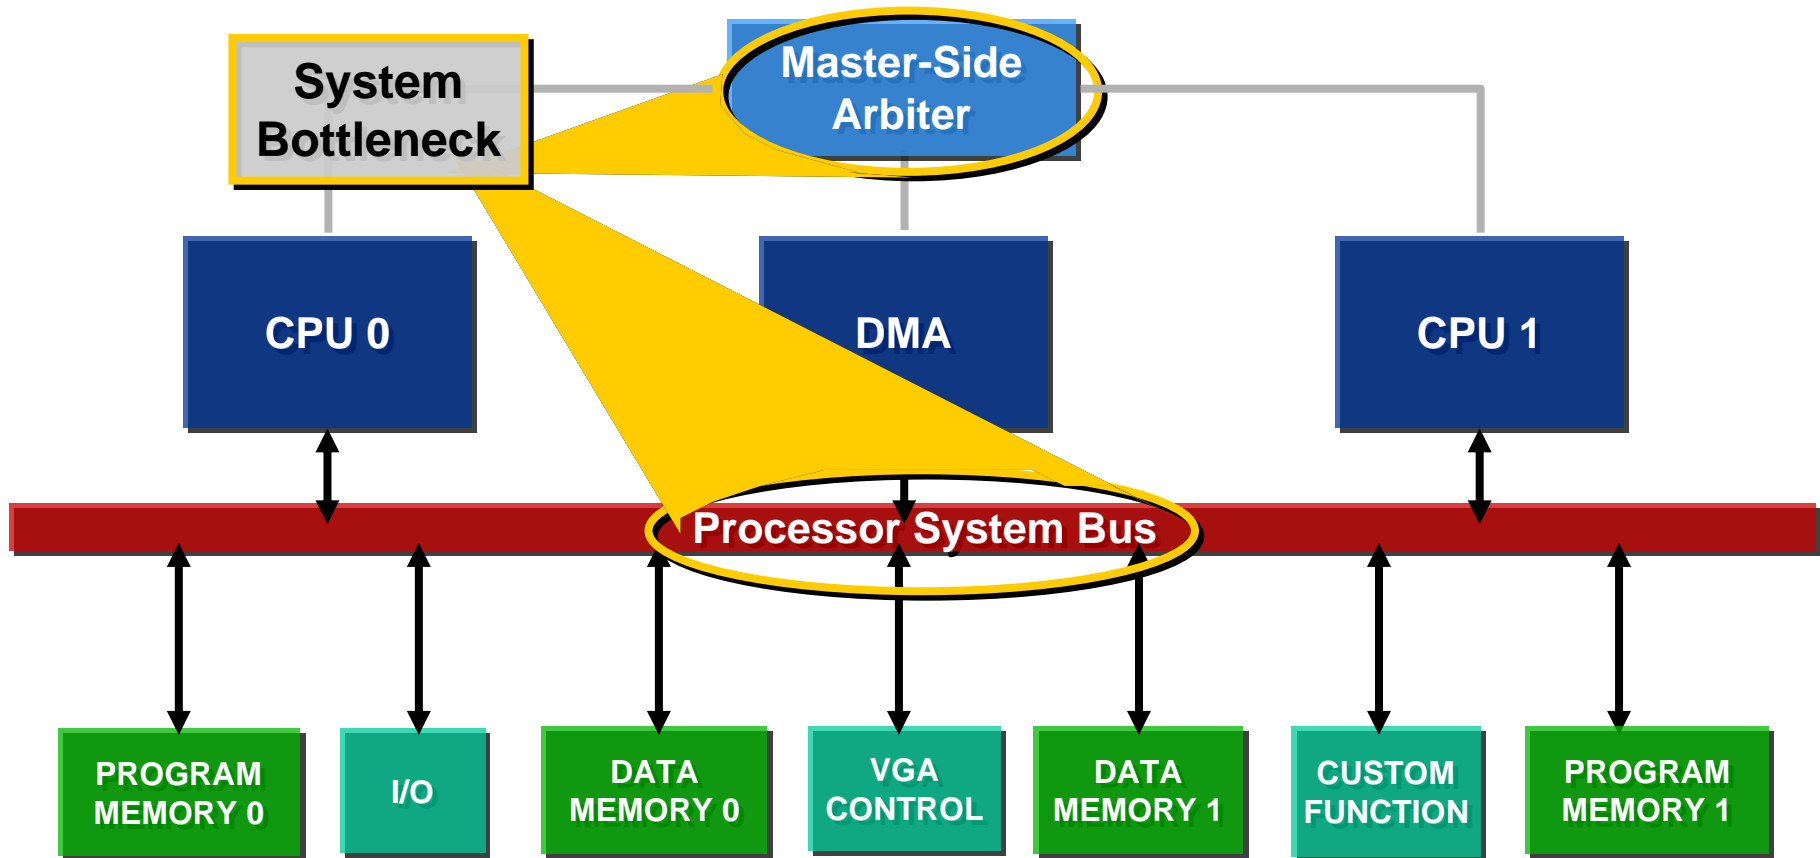 System
Bottleneck
Master-Side
Arbiter
CPU 0
DMA
CPU 1
Processor System Bus
PROGRAM
MEMORY 0
I/O
DATA
MEMORY 0
VGA
CONTROL
DATA
MEMORY 1
CUSTOM
FUNCTION
PROGRAM
MEMORY 1